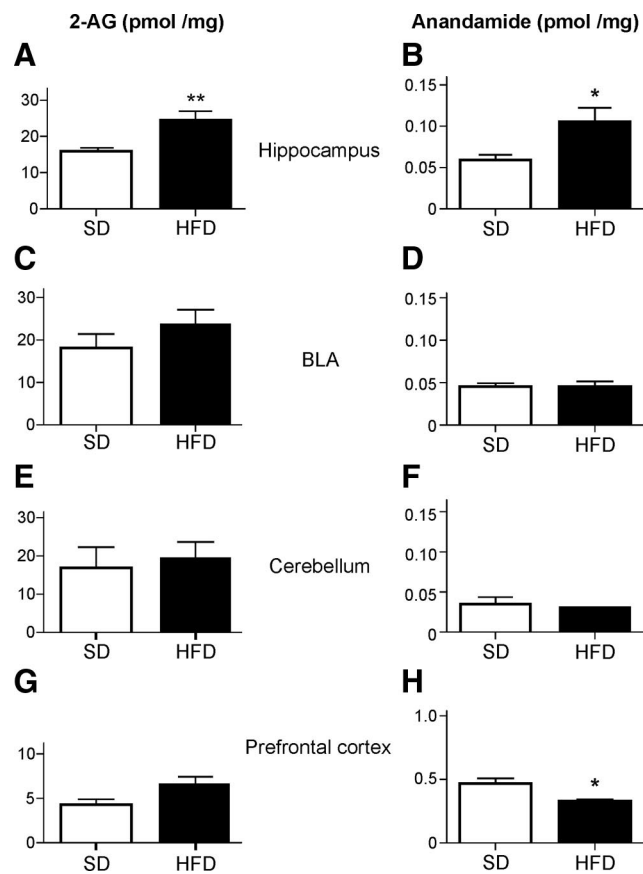 2-AG (pmol /mg) Anandamide (pmol /mg)
A B
30
20
10
0
SD HFD
**
Hippocampus
0.15
0.10
0.05
0
SD HFD
*
C D
30
20
10
0
SD HFD
BLA
0.15
0.10
0.05
0
SD HFD
E F
30
20
10
0
SD HFD
Cerebellum
0.15
0.10
0.05
0
SD HFD
G H
10
5
0
SD HFD
Prefrontal cortex
1.0
0.5
0
SD HFD
*